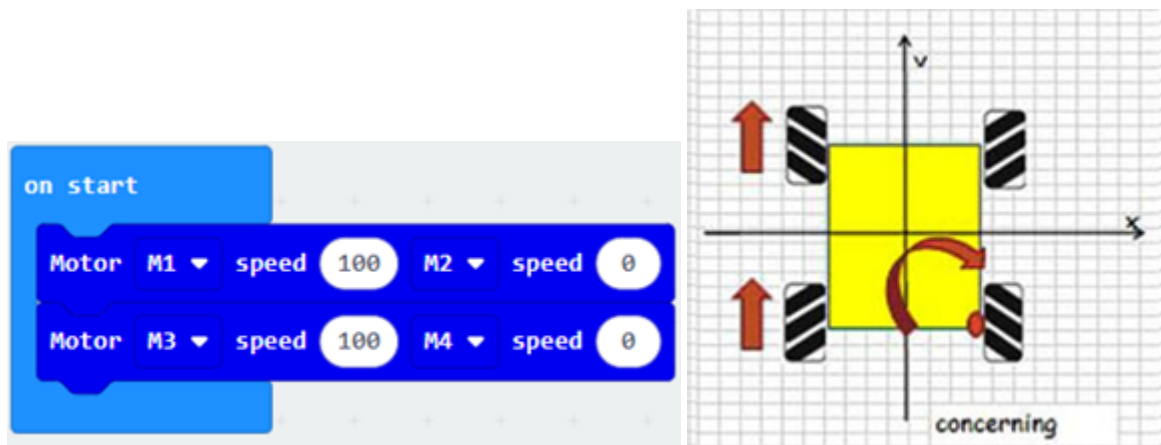 on start
Motor M1 speed 100 M2 speed 0
Motor M3 speed 100 M4 speed 0
v
x
concerning